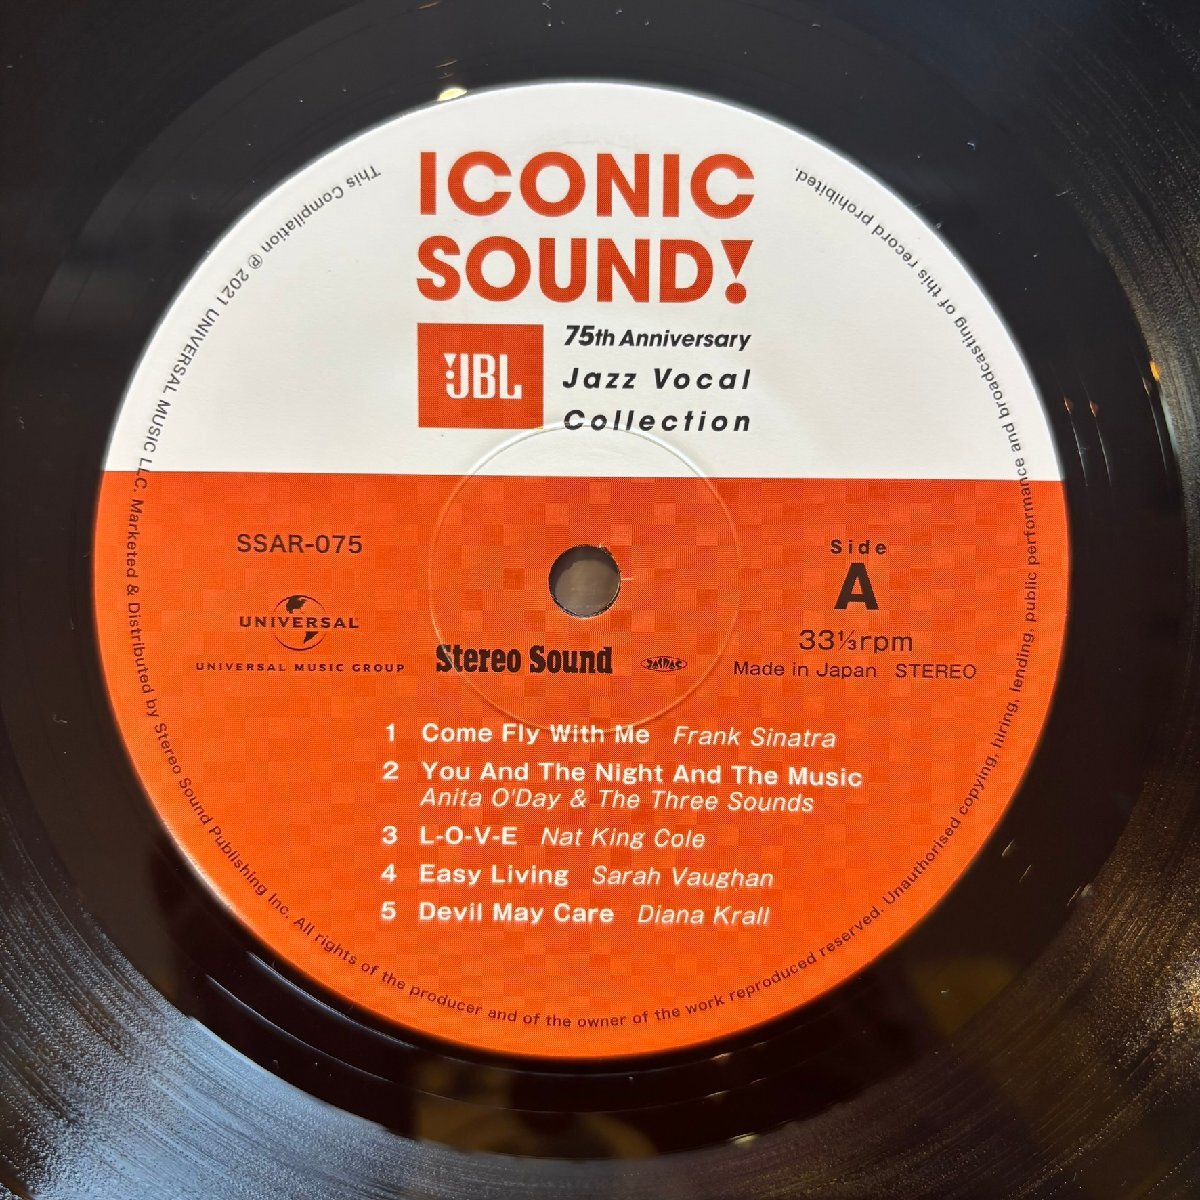 ICONIC
SOUND!
JBL
75th Anniversary
Jazz Vocal
Collection
SSAR-075
UNIVERSAL
UNIVERSAL MUSIC GROUP
Stereo Sound
JASRAC
Side
A
33⅓rpm
Made in Japan STEREO
1 Come Fly With Me Frank Sinatra
2 You And The Night And The Music
Anita O'Day & The Three Sounds
3 L-O-V-E Nat King Cole
4 Easy Living Sarah Vaughan
5 Devil May Care Diana Krall
This Compilation ℗ 2021 UNIVERSAL MUSIC LLC. Marketed & Distributed by Stereo Sound Publishing Inc. All rights of the producer and of the owner of the work reproduced reserved. Unauthorised copying, hiring, lending, public performance and broadcasting of this record prohibited.